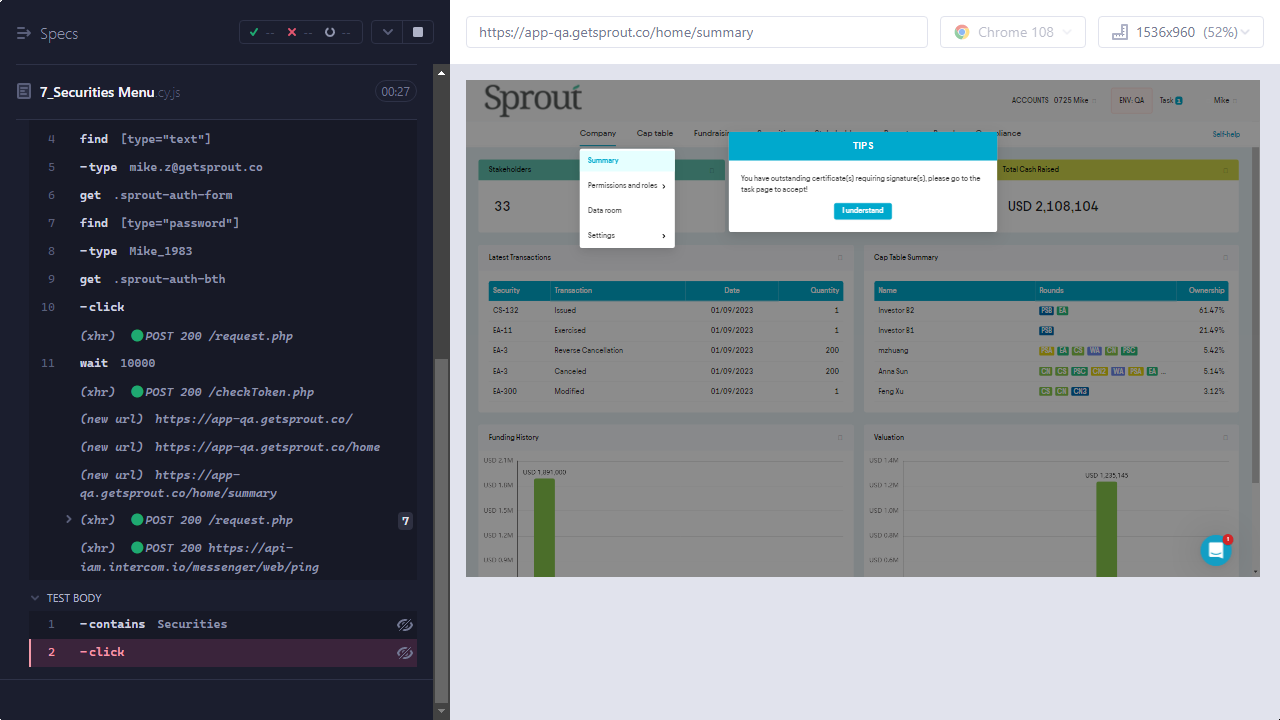 Specs
-- -- --
7_Securities Menu.cy.js
00:27
4 find [type="text"]
5 -type mike.z@getsprout.co
6 get .sprout-auth-form
7 find [type="password"]
8 -type Mike_1983
9 get .sprout-auth-bth
10 -click
(xhr) POST 200 /request.php
11 wait 10000
(xhr) POST 200 /checkToken.php
(new url) https://app-qa.getsprout.co/
(new url) https://app-qa.getsprout.co/home
(new url) https://app-
qa.getsprout.co/home/summary
(xhr) POST 200 /request.php 7
(xhr) POST 200 https://api-
iam.intercom.io/messenger/web/ping
TEST BODY
1 -contains Securities
2 -click
https://app-qa.getsprout.co/home/summary
Chrome 108
1536x960 (52%)
Sprout
ACCOUNTS 0725 Mike
ENV: QA
Task 1
Mike
Company Cap table
Self-help
Summary
Permissions and roles
Data room
Settings
TIPS
You have outstanding certificate(s) requiring signature(s), please go to the
task page to accept!
I understand
Stakeholders
33
Total Cash Raised
USD 2,108,104
Latest Transactions
Security Transaction Date Quantity
CS-132 Issued 01/09/2023 1
EA-11 Exercised 01/09/2023 1
EA-3 Reverse Cancellation 01/09/2023 200
EA-3 Canceled 01/09/2023 200
EA-300 Modified 01/09/2023 1
Cap Table Summary
Name Rounds Ownership
Investor B2 PSB EA 61.47%
Investor B1 PSB 21.49%
mzhuang PSA EA CS WA CN PSC 5.42%
Anna Sun CN CS PSC CN2 WA PSA EA ... 5.14%
Feng Xu CS CN CN3 3.12%
Funding History
USD 2.1M
USD 1,891,000
USD 1.5M
USD 1.2M
USD 0.9M
Valuation
USD 1.4M
USD 1,235,145
USD 1.2M
USD 1.0M
USD 0.8M
USD 0.6M
1